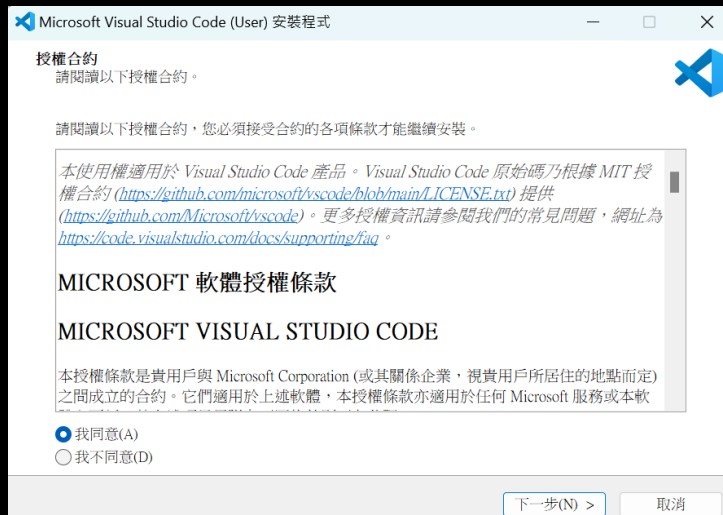 Microsoft Visual Studio Code (User) 安裝程式
授權合約
請閱讀以下授權合約。
請閱讀以下授權合約，您必須接受合約的各項條款才能繼續安裝。
本使用權適用於 Visual Studio Code 產品。Visual Studio Code 原始碼乃根據 MIT 授
權合約 (https://github.com/microsoft/vscode/blob/main/LICENSE.txt) 提供
(https://github.com/Microsoft/vscode)。更多授權資訊請參閱我們的常見問題，網址為
https://code.visualstudio.com/docs/supporting/faq。
MICROSOFT 軟體授權條款
MICROSOFT VISUAL STUDIO CODE
本授權條款是貴用戶與 Microsoft Corporation (或其關係企業，視貴用戶所居住的地點而定)
之間成立的合約。它們適用於上述軟體，本授權條款亦適用於任何 Microsoft 服務或本軟
我同意(A)
我不同意(D)
下一步(N) >
取消